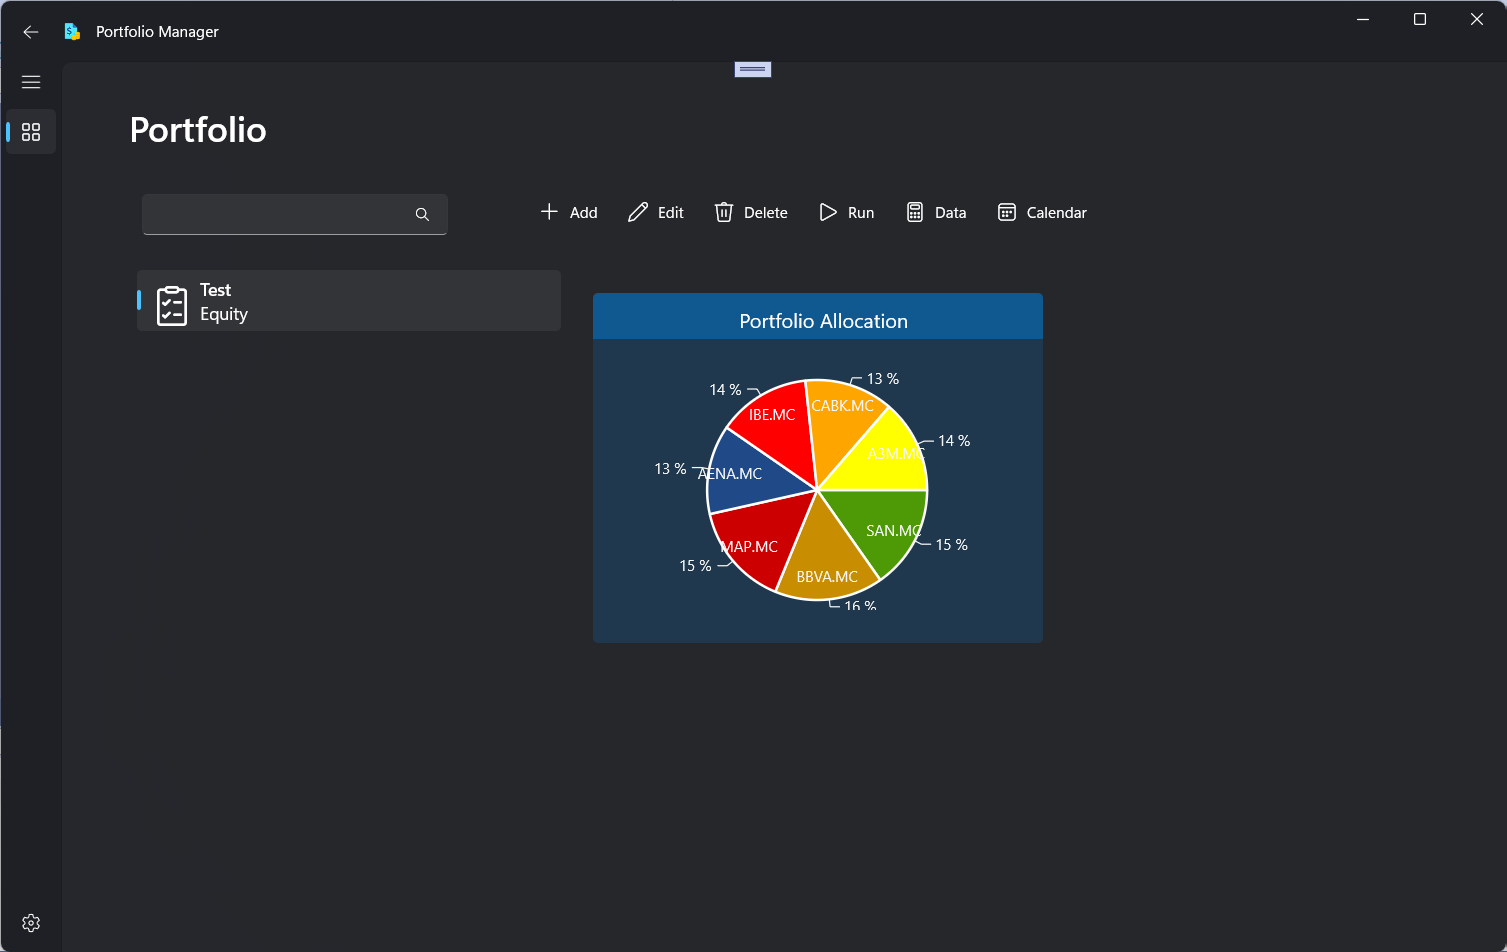 Portfolio Manager
Portfolio
Add
Edit
Delete
Run
Data
Calendar
Test
Equity
Portfolio Allocation
13 %
14 %
CABK.MC
IBE.MC
14 %
A3M.MC
13 %
AENA.MC
SAN.MC
15 %
MAP.MC
15 %
BBVA.MC
16 %